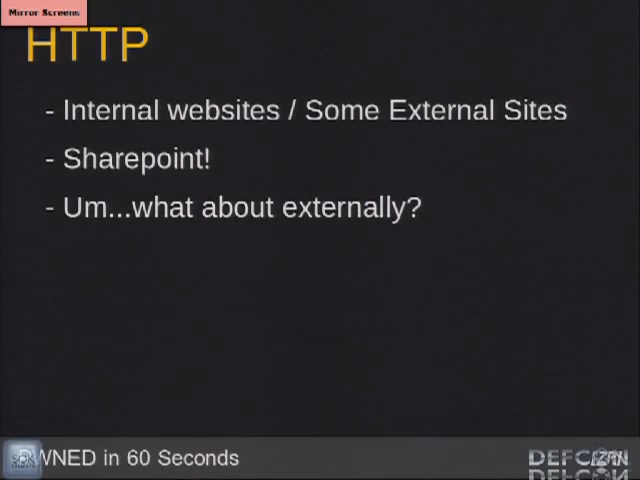 Mirror Screens
HTTP
- Internal websites / Some External Sites
- Sharepoint!
- Um...what about externally?
WNED in 60 Seconds
DEFCON